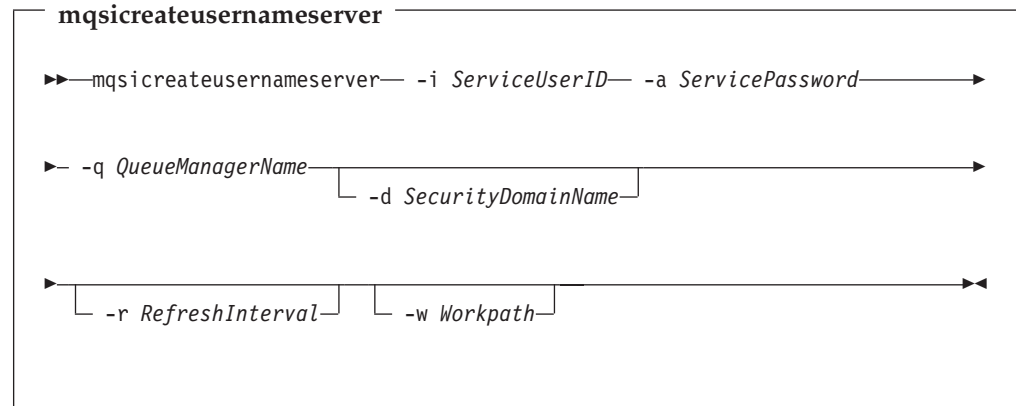 mqsicreateusernameserver
mqsicreateusernameserver -i ServiceUserID -a ServicePassword
-q QueueManagerName
-d SecurityDomainName
-r RefreshInterval -w Workpath